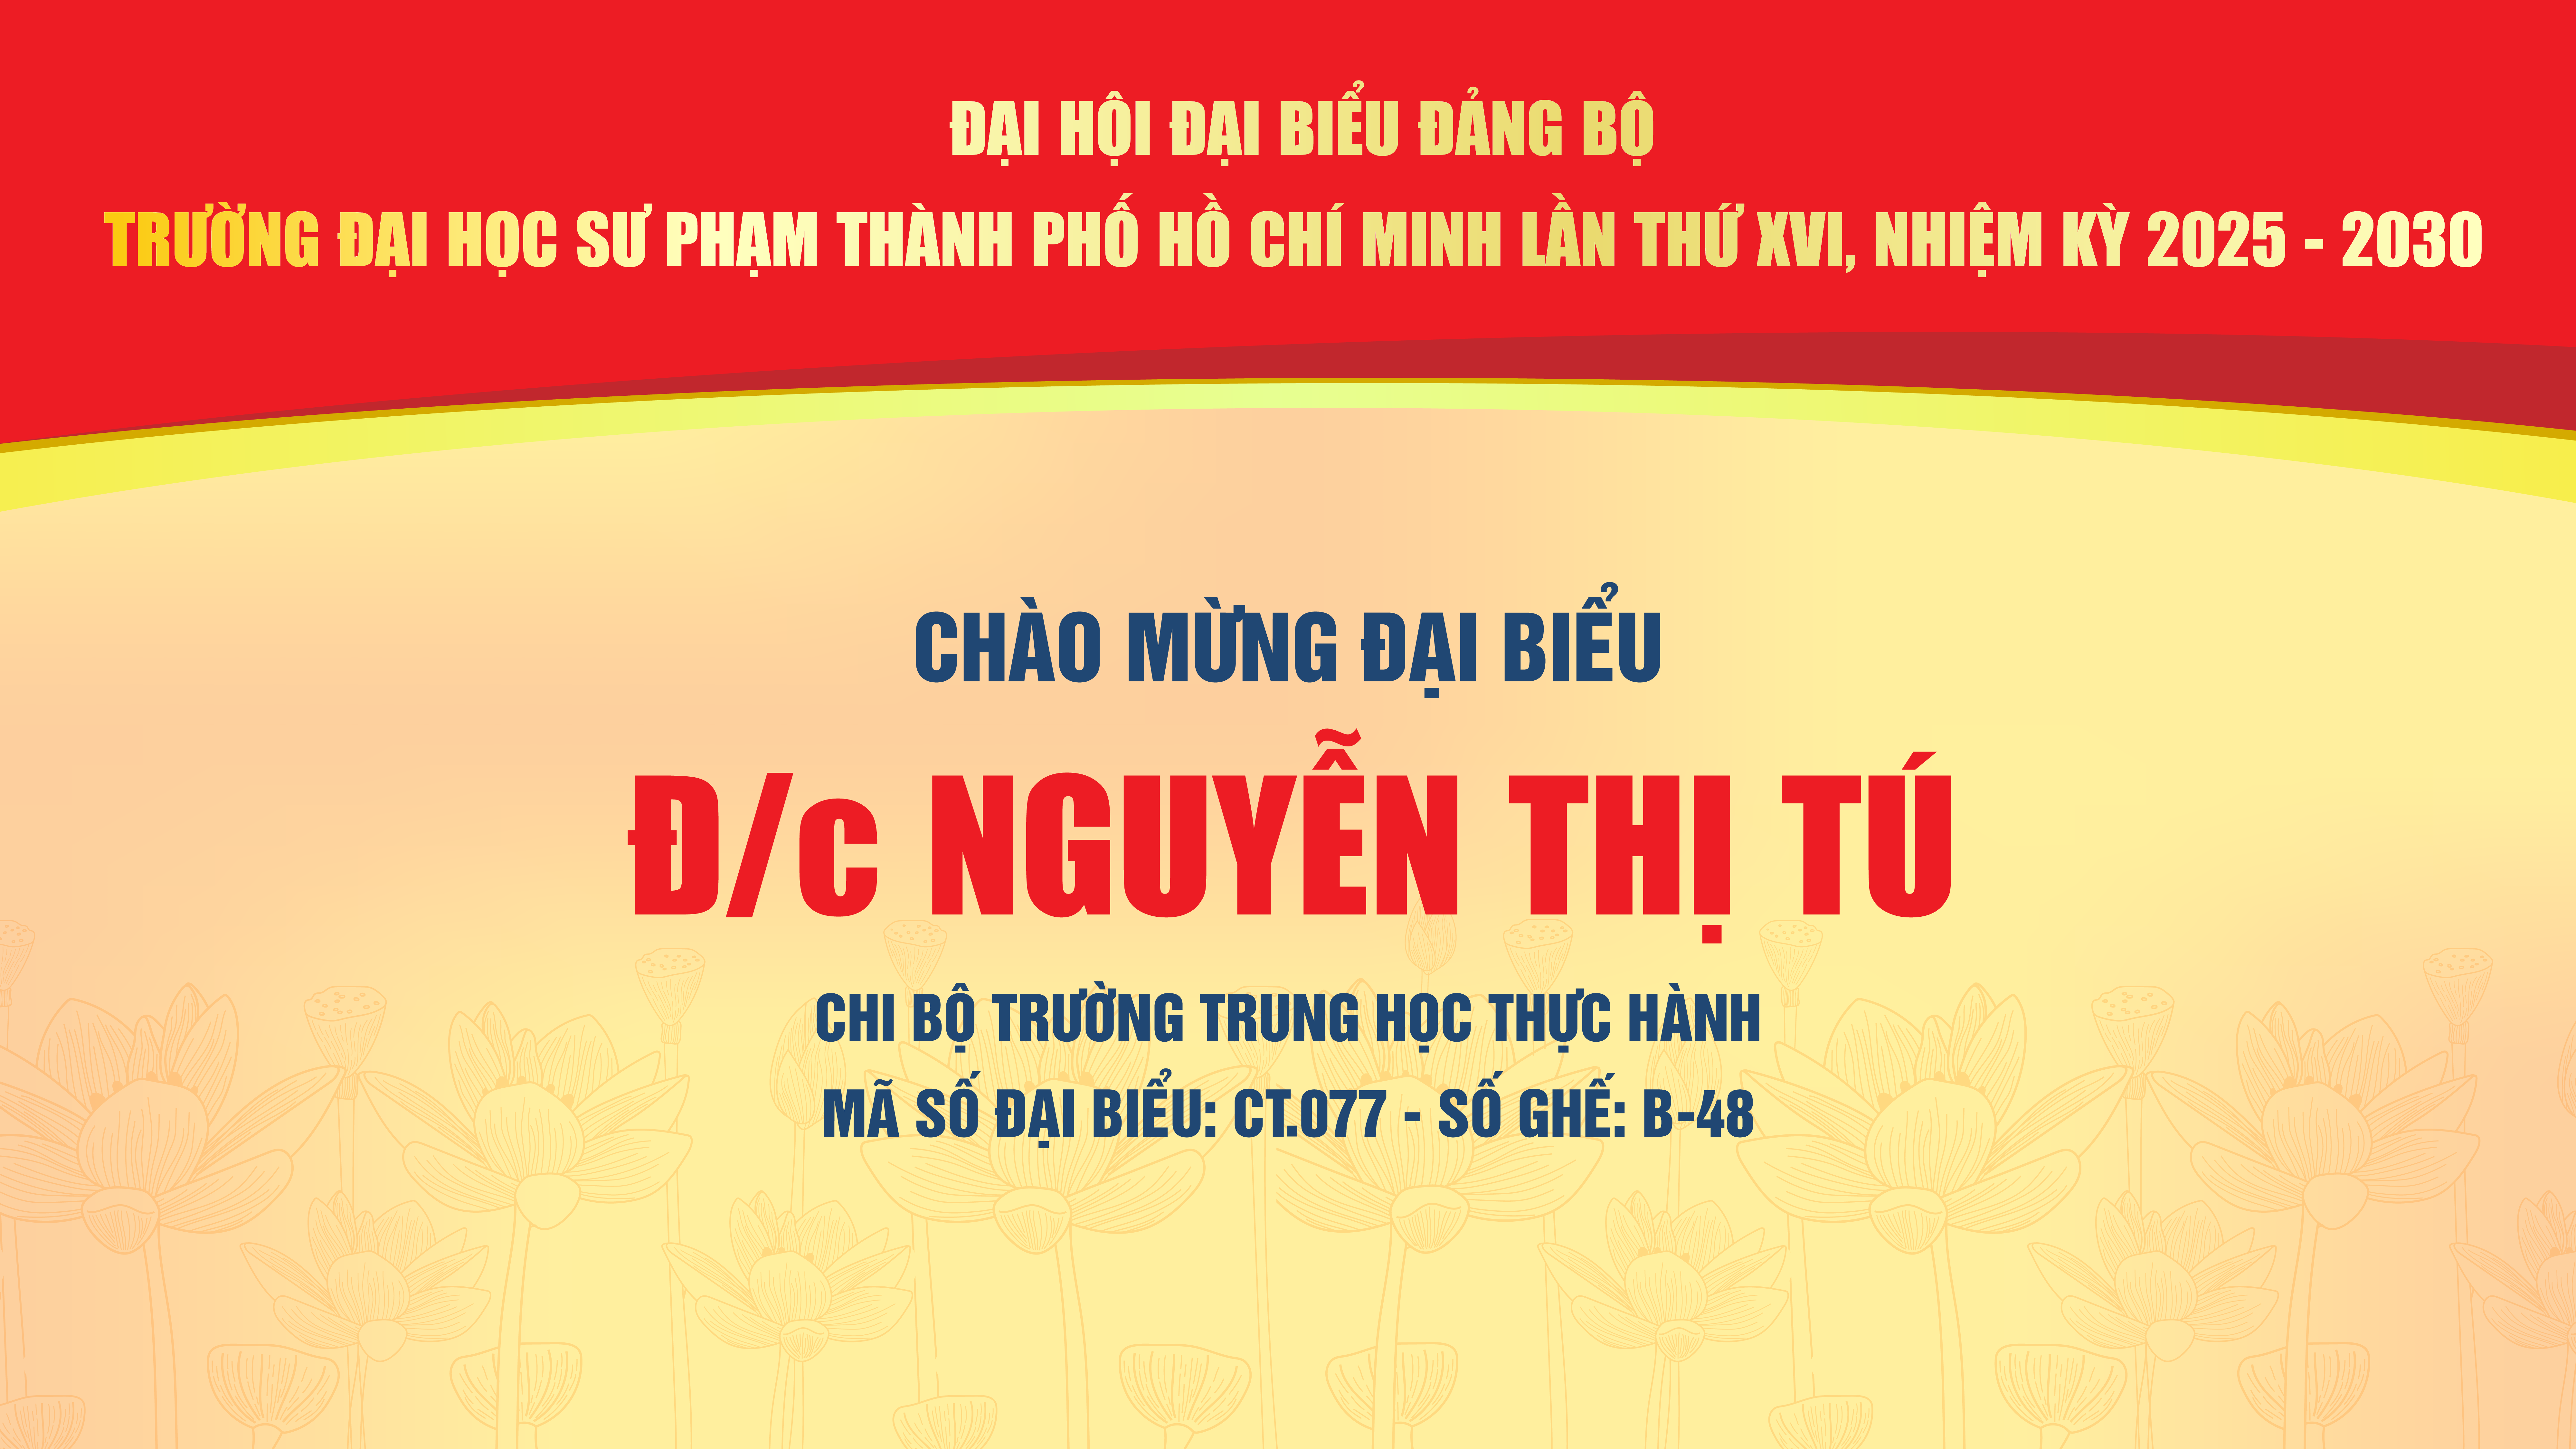 ĐẠI HỘI ĐẠI BIỂU ĐẢNG BỘ
TRƯỜNG ĐẠI HỌC SƯ PHẠM THÀNH PHỐ HỒ CHÍ MINH LẦN THỨ XVI, NHIỆM KỲ 2025 - 2030
CHÀO MỪNG ĐẠI BIỂU
Đ/c NGUYỄN THỊ TÚ
CHI BỘ TRƯỜNG TRUNG HỌC THỰC HÀNH
MÃ SỐ ĐẠI BIỂU: CT.077 - SỐ GHẾ: B-48